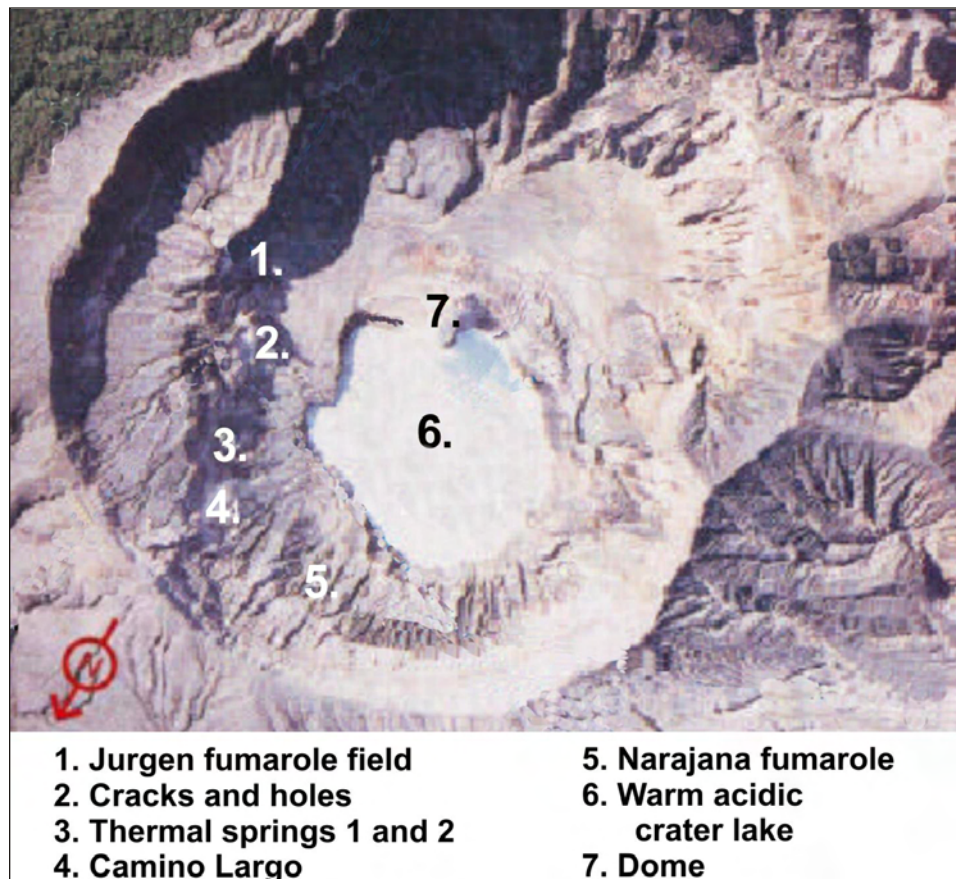 1.
7.
2.
6.
3.
4.
5.
N
1. Jurgen fumarole field
2. Cracks and holes
3. Thermal springs 1 and 2
4. Camino Largo
5. Narajana fumarole
6. Warm acidic
crater lake
7. Dome